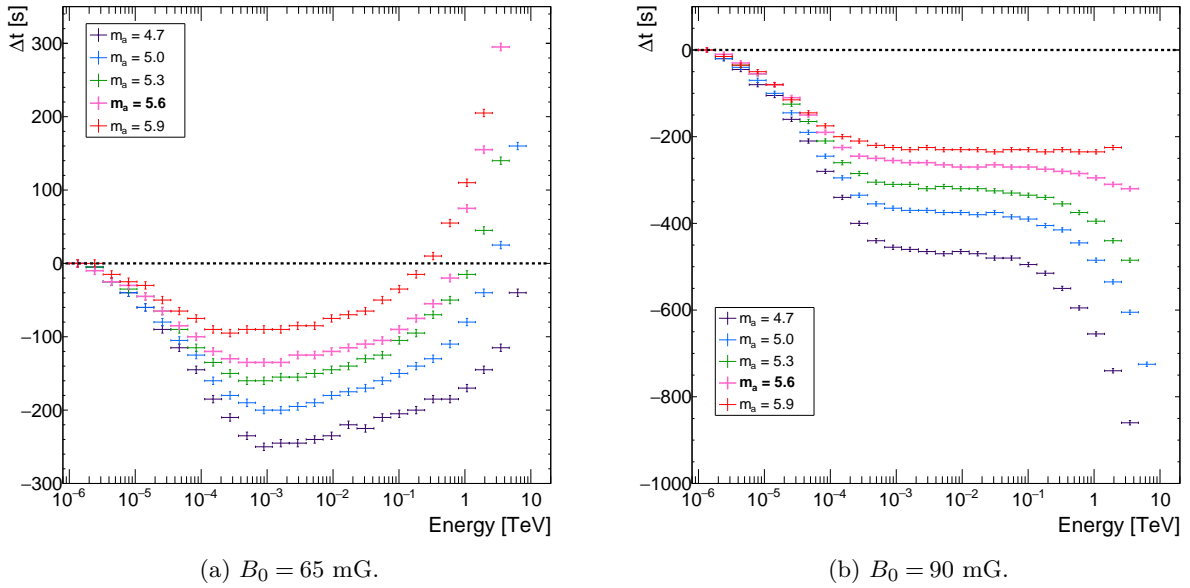 Δt [s]
300
200
100
0
−100
−200
−300
m_a = 4.7
m_a = 5.0
m_a = 5.3
m_a = 5.6
m_a = 5.9
10⁻⁶ 10⁻⁵ 10⁻⁴ 10⁻³ 10⁻² 10⁻¹ 1 10
Energy [TeV]
(a) B₀ = 65 mG.
Δt [s]
0
−200
−400
−600
−800
−1000
m_a = 4.7
m_a = 5.0
m_a = 5.3
m_a = 5.6
m_a = 5.9
10⁻⁶ 10⁻⁵ 10⁻⁴ 10⁻³ 10⁻² 10⁻¹ 1 10
Energy [TeV]
(b) B₀ = 90 mG.